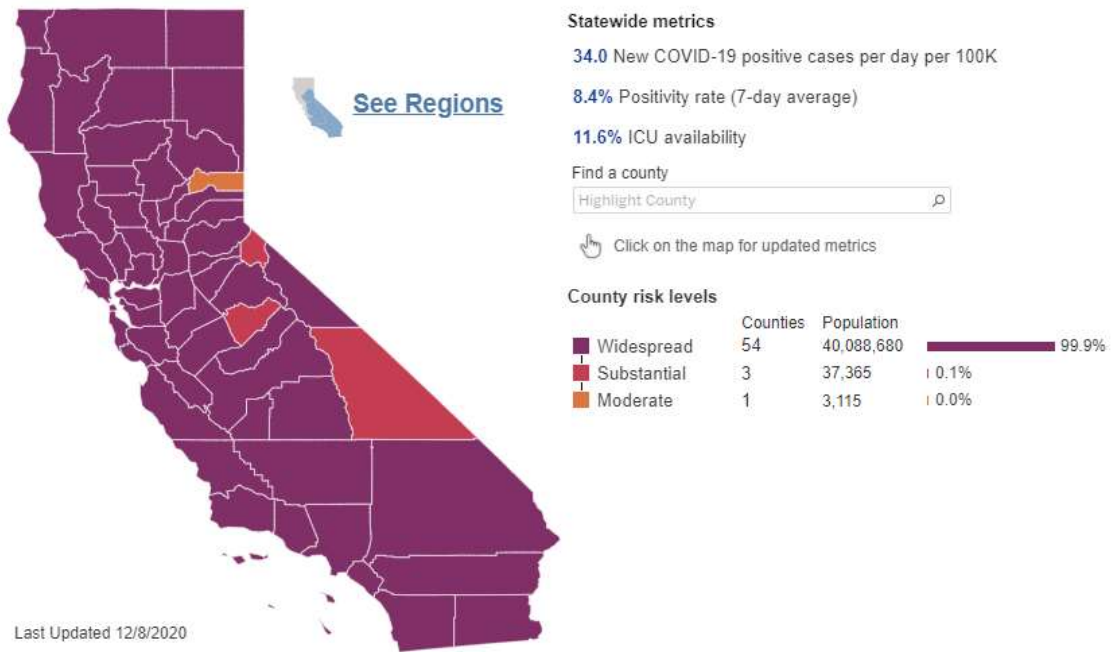 Statewide metrics
34.0 New COVID-19 positive cases per day per 100K
See Regions
8.4% Positivity rate (7-day average)
11.6% ICU availability
Find a county
Highlight County
Click on the map for updated metrics
County risk levels
Counties Population
Widespread 54 40,088,680 99.9%
Substantial 3 37,365 0.1%
Moderate 1 3,115 0.0%
Last Updated 12/8/2020